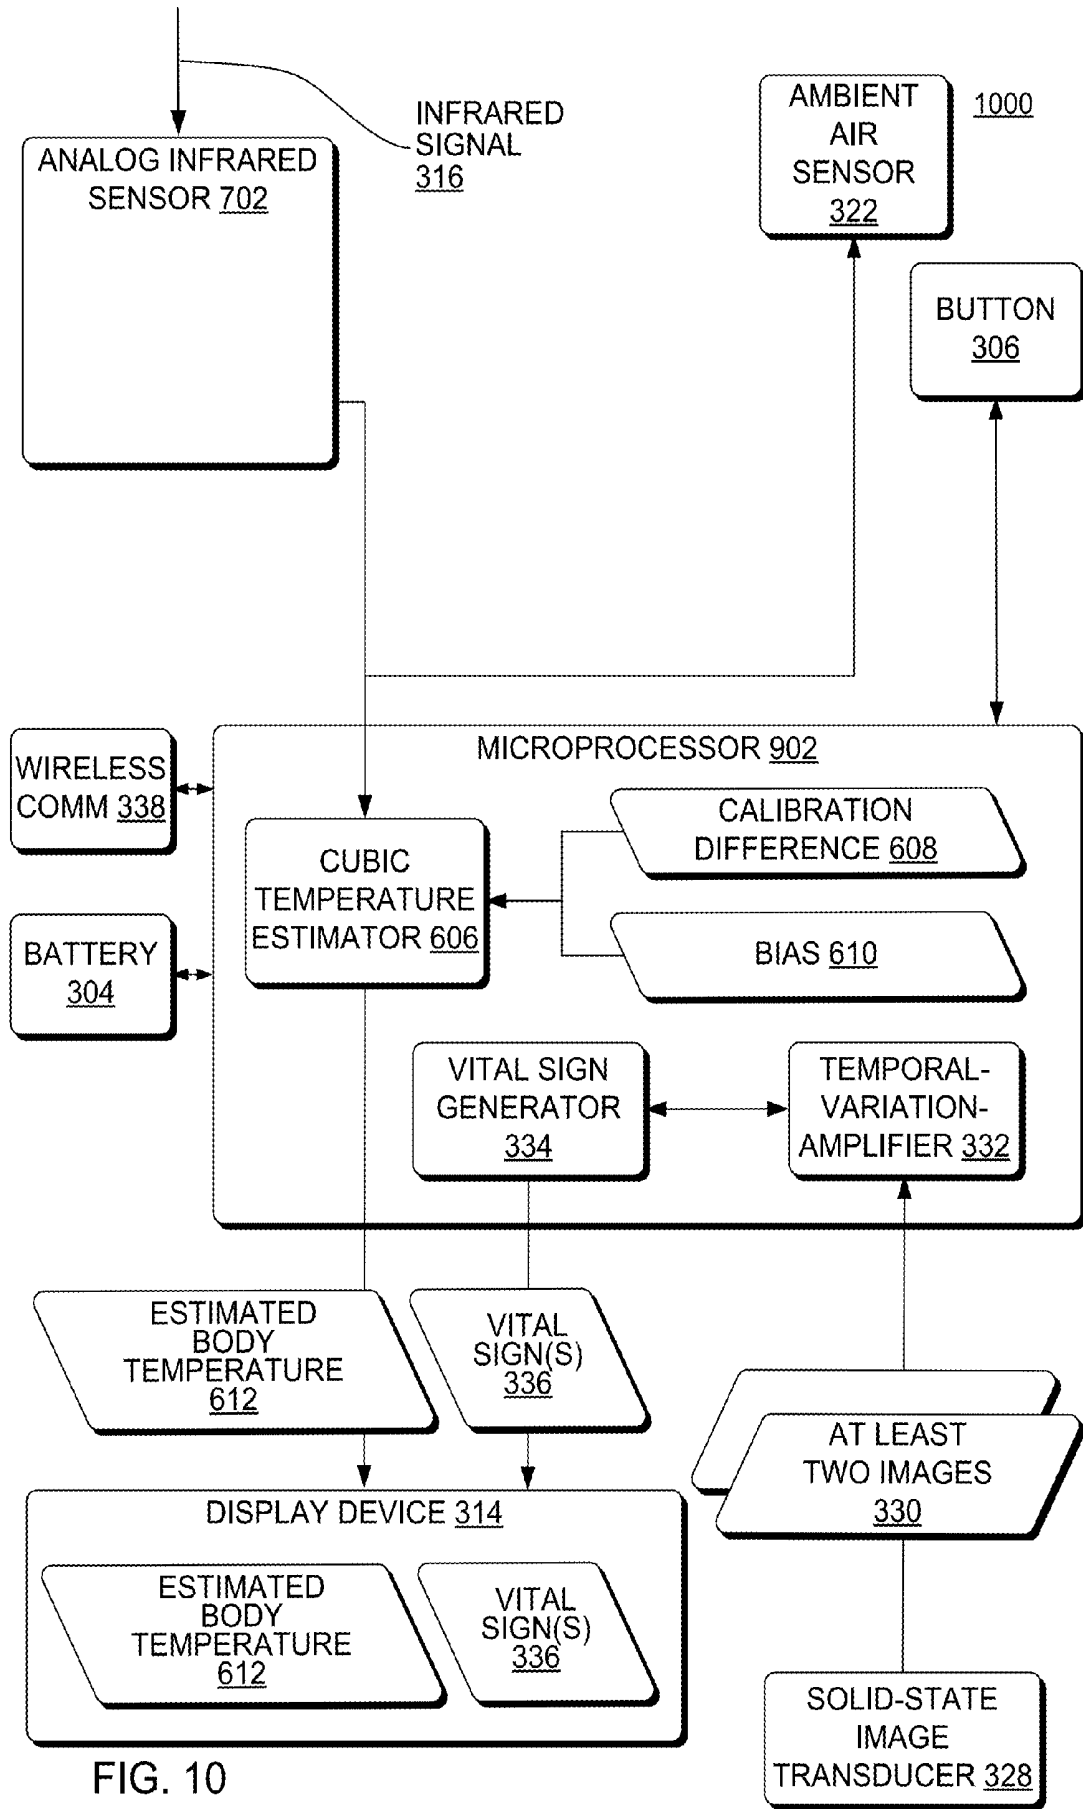 INFRARED
SIGNAL
316
ANALOG INFRARED
SENSOR 702
AMBIENT
AIR
SENSOR
322
1000
BUTTON
306
MICROPROCESSOR 902
WIRELESS
COMM 338
CALIBRATION
DIFFERENCE 608
CUBIC
TEMPERATURE
ESTIMATOR 606
BIAS 610
BATTERY
304
VITAL SIGN
GENERATOR
334
TEMPORAL-
VARIATION-
AMPLIFIER 332
ESTIMATED
BODY
TEMPERATURE
612
VITAL
SIGN(S)
336
AT LEAST
TWO IMAGES
330
DISPLAY DEVICE 314
ESTIMATED
BODY
TEMPERATURE
612
VITAL
SIGN(S)
336
SOLID-STATE
IMAGE
TRANSDUCER 328
FIG. 10